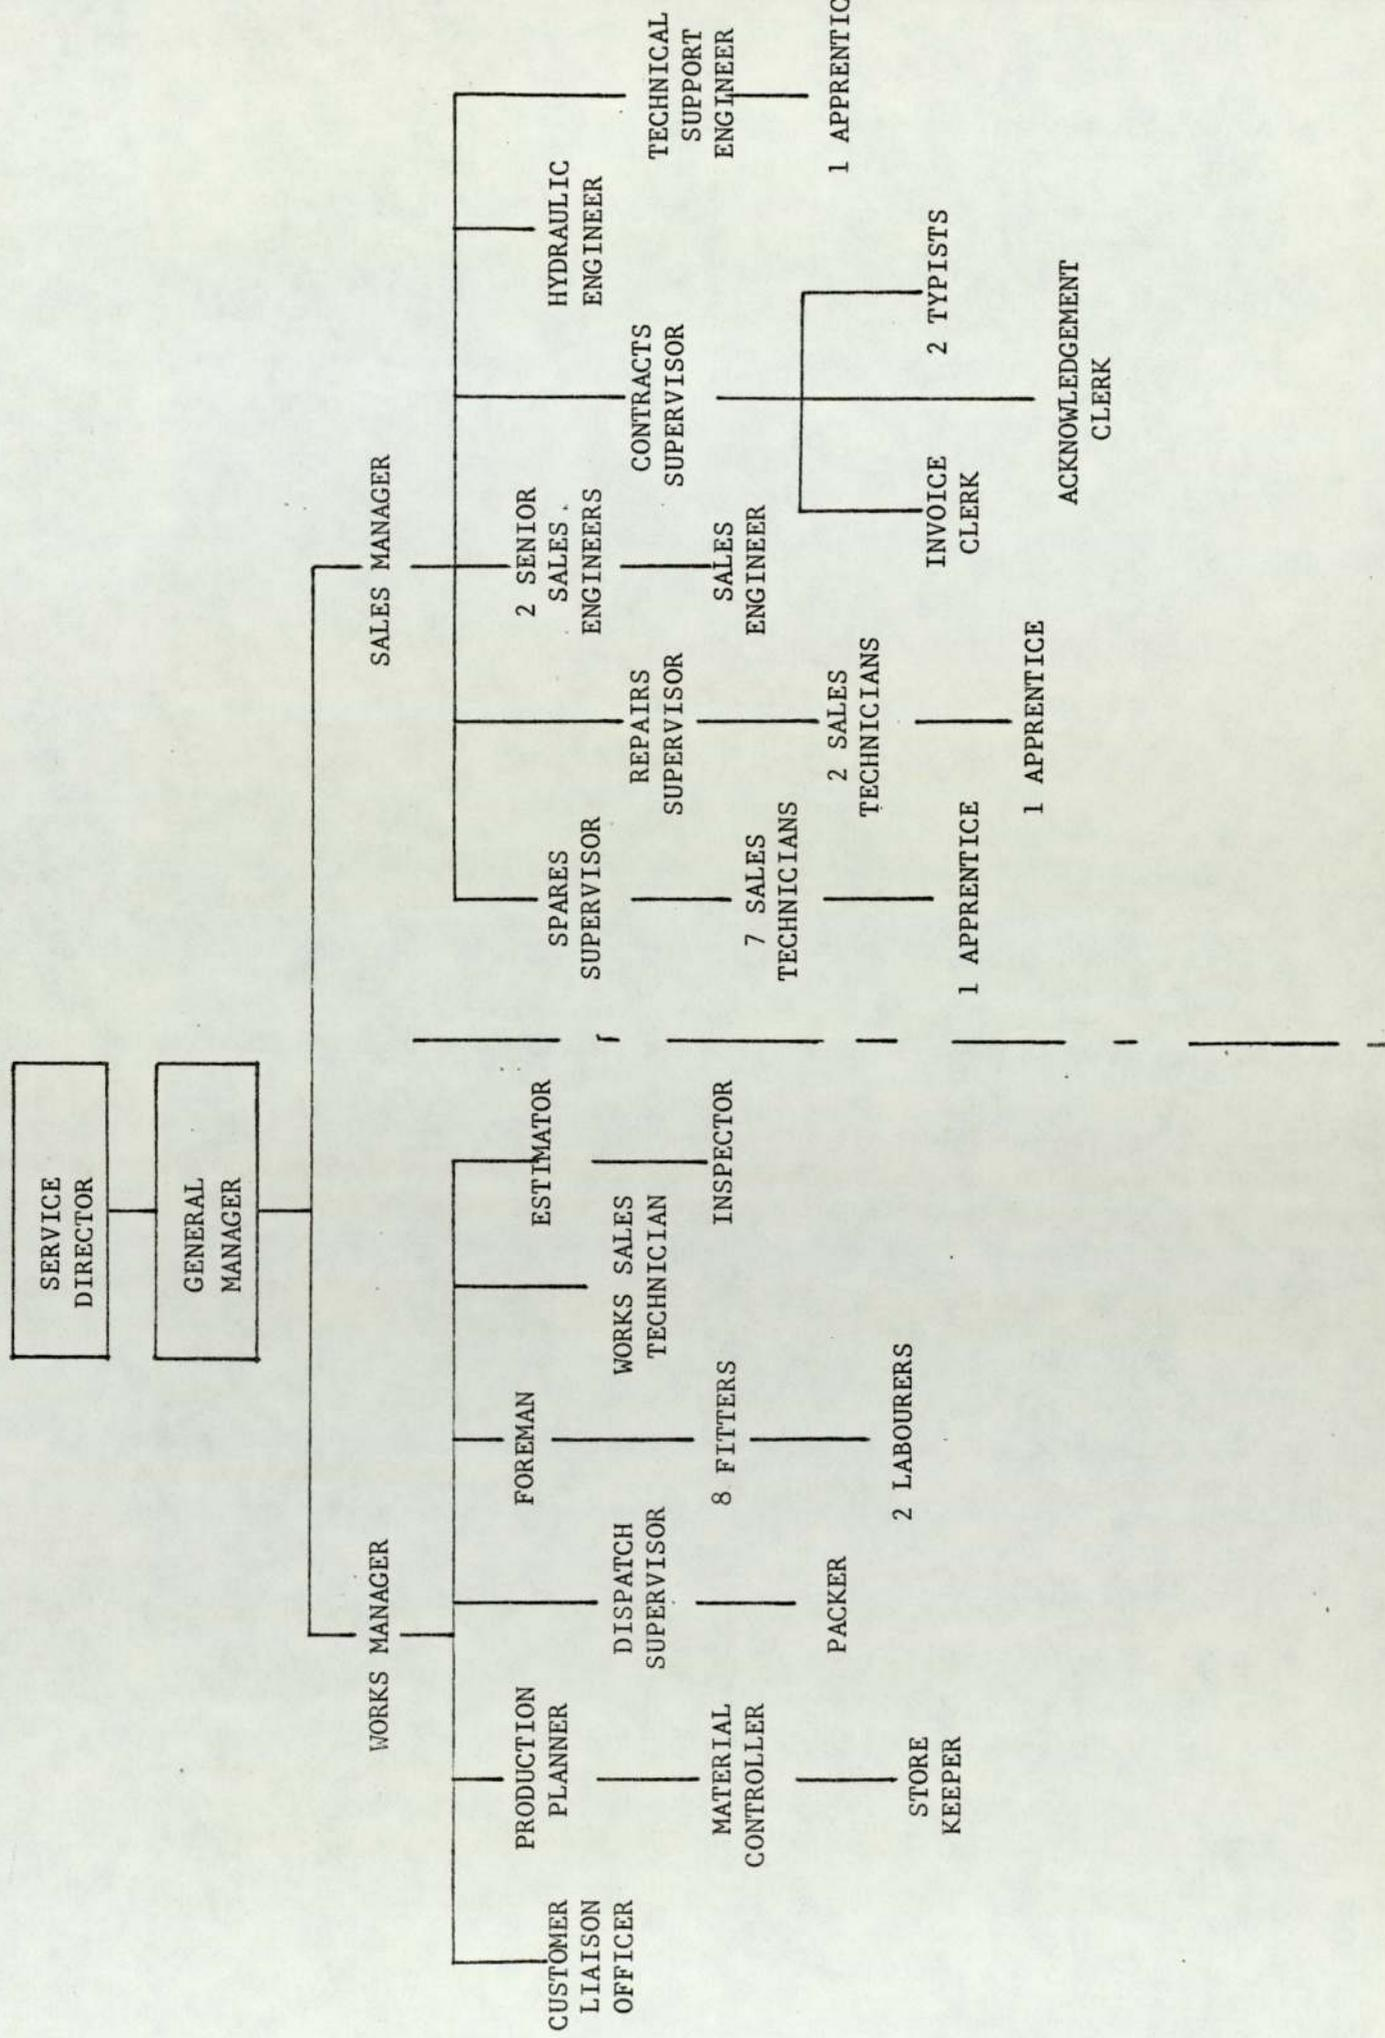 SERVICE
DIRECTOR
GENERAL
MANAGER
WORKS MANAGER
SALES MANAGER
CUSTOMER
LIAISON
OFFICER
PRODUCTION
PLANNER
MATERIAL
CONTROLLER
STORE
KEEPER
DISPATCH
SUPERVISOR
PACKER
FOREMAN
8 FITTERS
2 LABOURERS
WORKS SALES
TECHNICIAN
ESTIMATOR
INSPECTOR
SPARES
SUPERVISOR
7 SALES
TECHNICIANS
1 APPRENTICE
REPAIRS
SUPERVISOR
2 SALES
TECHNICIANS
1 APPRENTICE
2 SENIOR
SALES
ENGINEERS
SALES
ENGINEER
CONTRACTS
SUPERVISOR
INVOICE
CLERK
ACKNOWLEDGEMENT
CLERK
2 TYPISTS
HYDRAULIC
ENGINEER
TECHNICAL
SUPPORT
ENGINEER
1 APPRENTIC